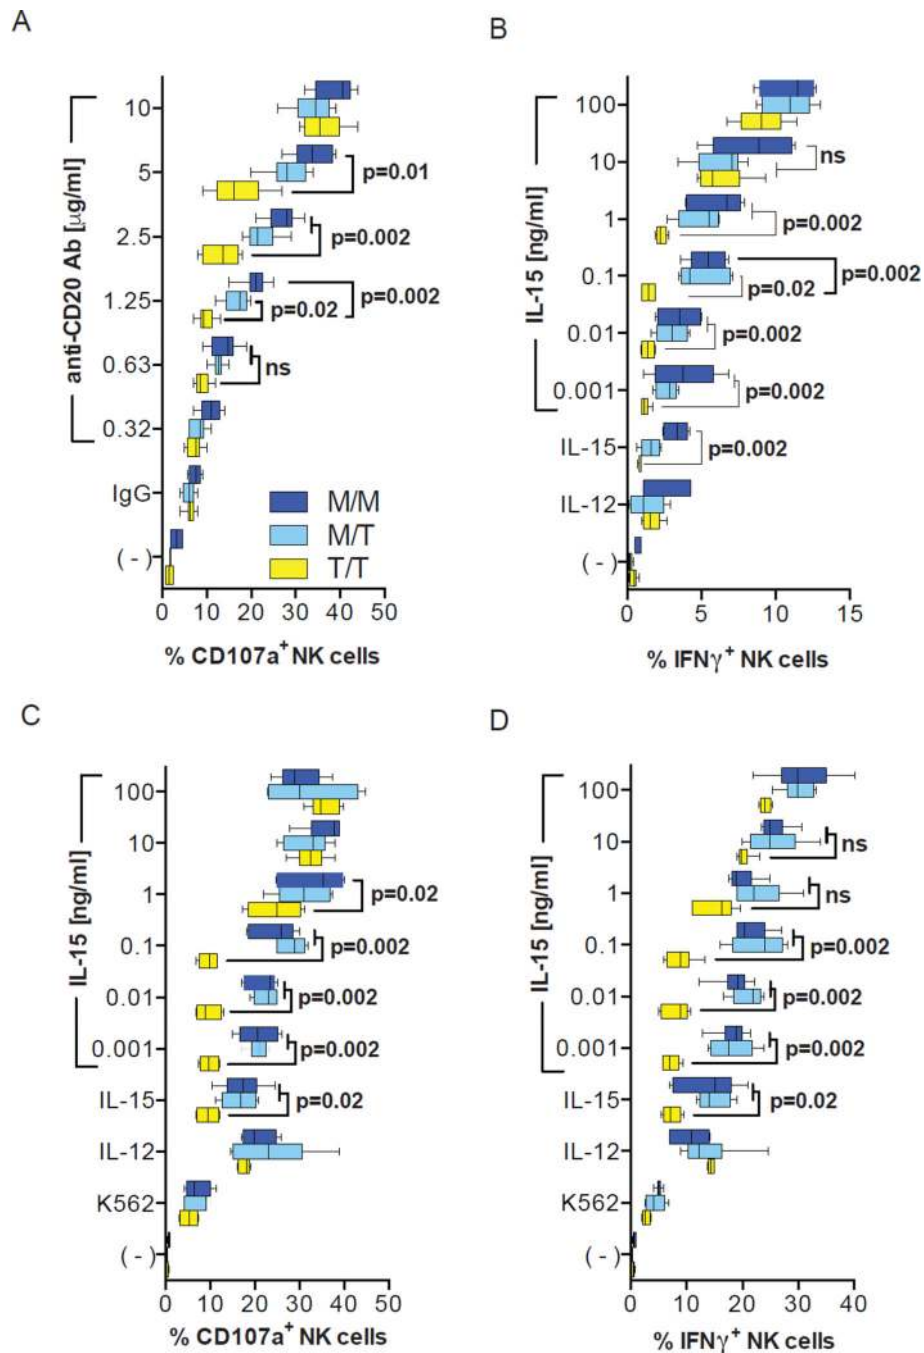 A
anti-CD20 Ab [μg/ml]
10
5
2.5
1.25
0.63
0.32
IgG
( - )
p=0.01
p=0.002
p=0.002
p=0.02
ns
M/M
M/T
T/T
0 10 20 30 40 50
% CD107a+ NK cells
B
IL-15 [ng/ml]
100
10
1
0.1
0.01
0.001
IL-15
IL-12
( - )
ns
p=0.002
p=0.002
p=0.02
p=0.002
p=0.002
p=0.002
0 5 10 15
% IFNγ+ NK cells
C
IL-15 [ng/ml]
100
10
1
0.1
0.01
0.001
IL-15
IL-12
K562
( - )
p=0.02
p=0.002
p=0.002
p=0.002
p=0.02
0 10 20 30 40 50
% CD107a+ NK cells
D
IL-15 [ng/ml]
100
10
1
0.1
0.01
0.001
IL-15
IL-12
K562
( - )
ns
ns
p=0.002
p=0.002
p=0.002
p=0.02
0 10 20 30 40
% IFNγ+ NK cells